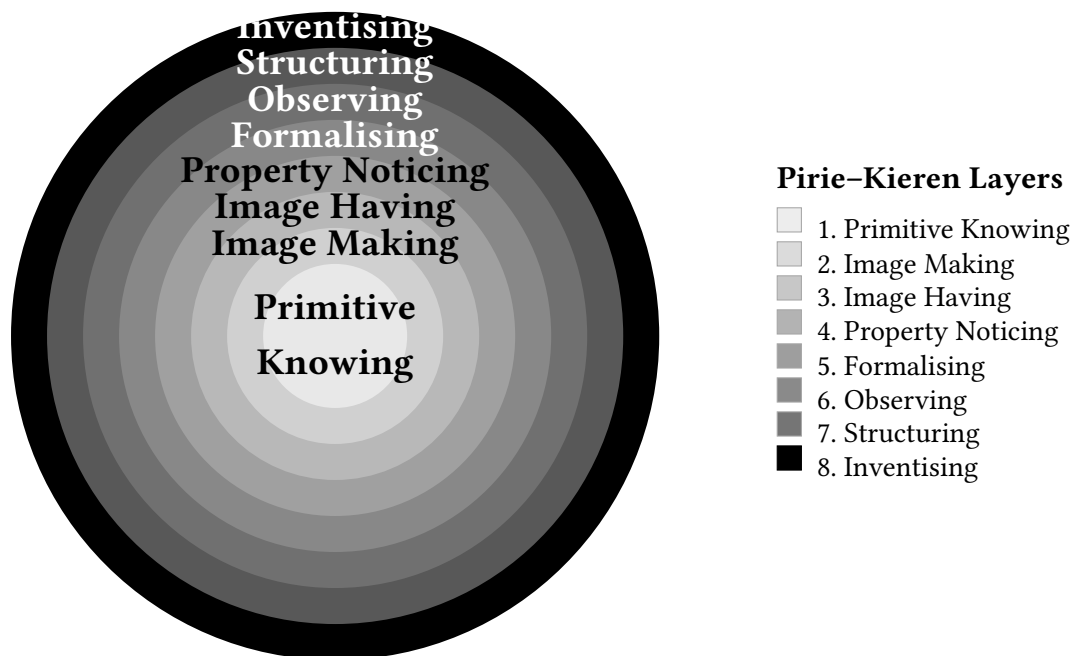 Inventising
Structuring
Observing
Formalising
Property Noticing
Image Having
Image Making
Primitive
Knowing
Pirie–Kieren Layers
1. Primitive Knowing
2. Image Making
3. Image Having
4. Property Noticing
5. Formalising
6. Observing
7. Structuring
8. Inventising